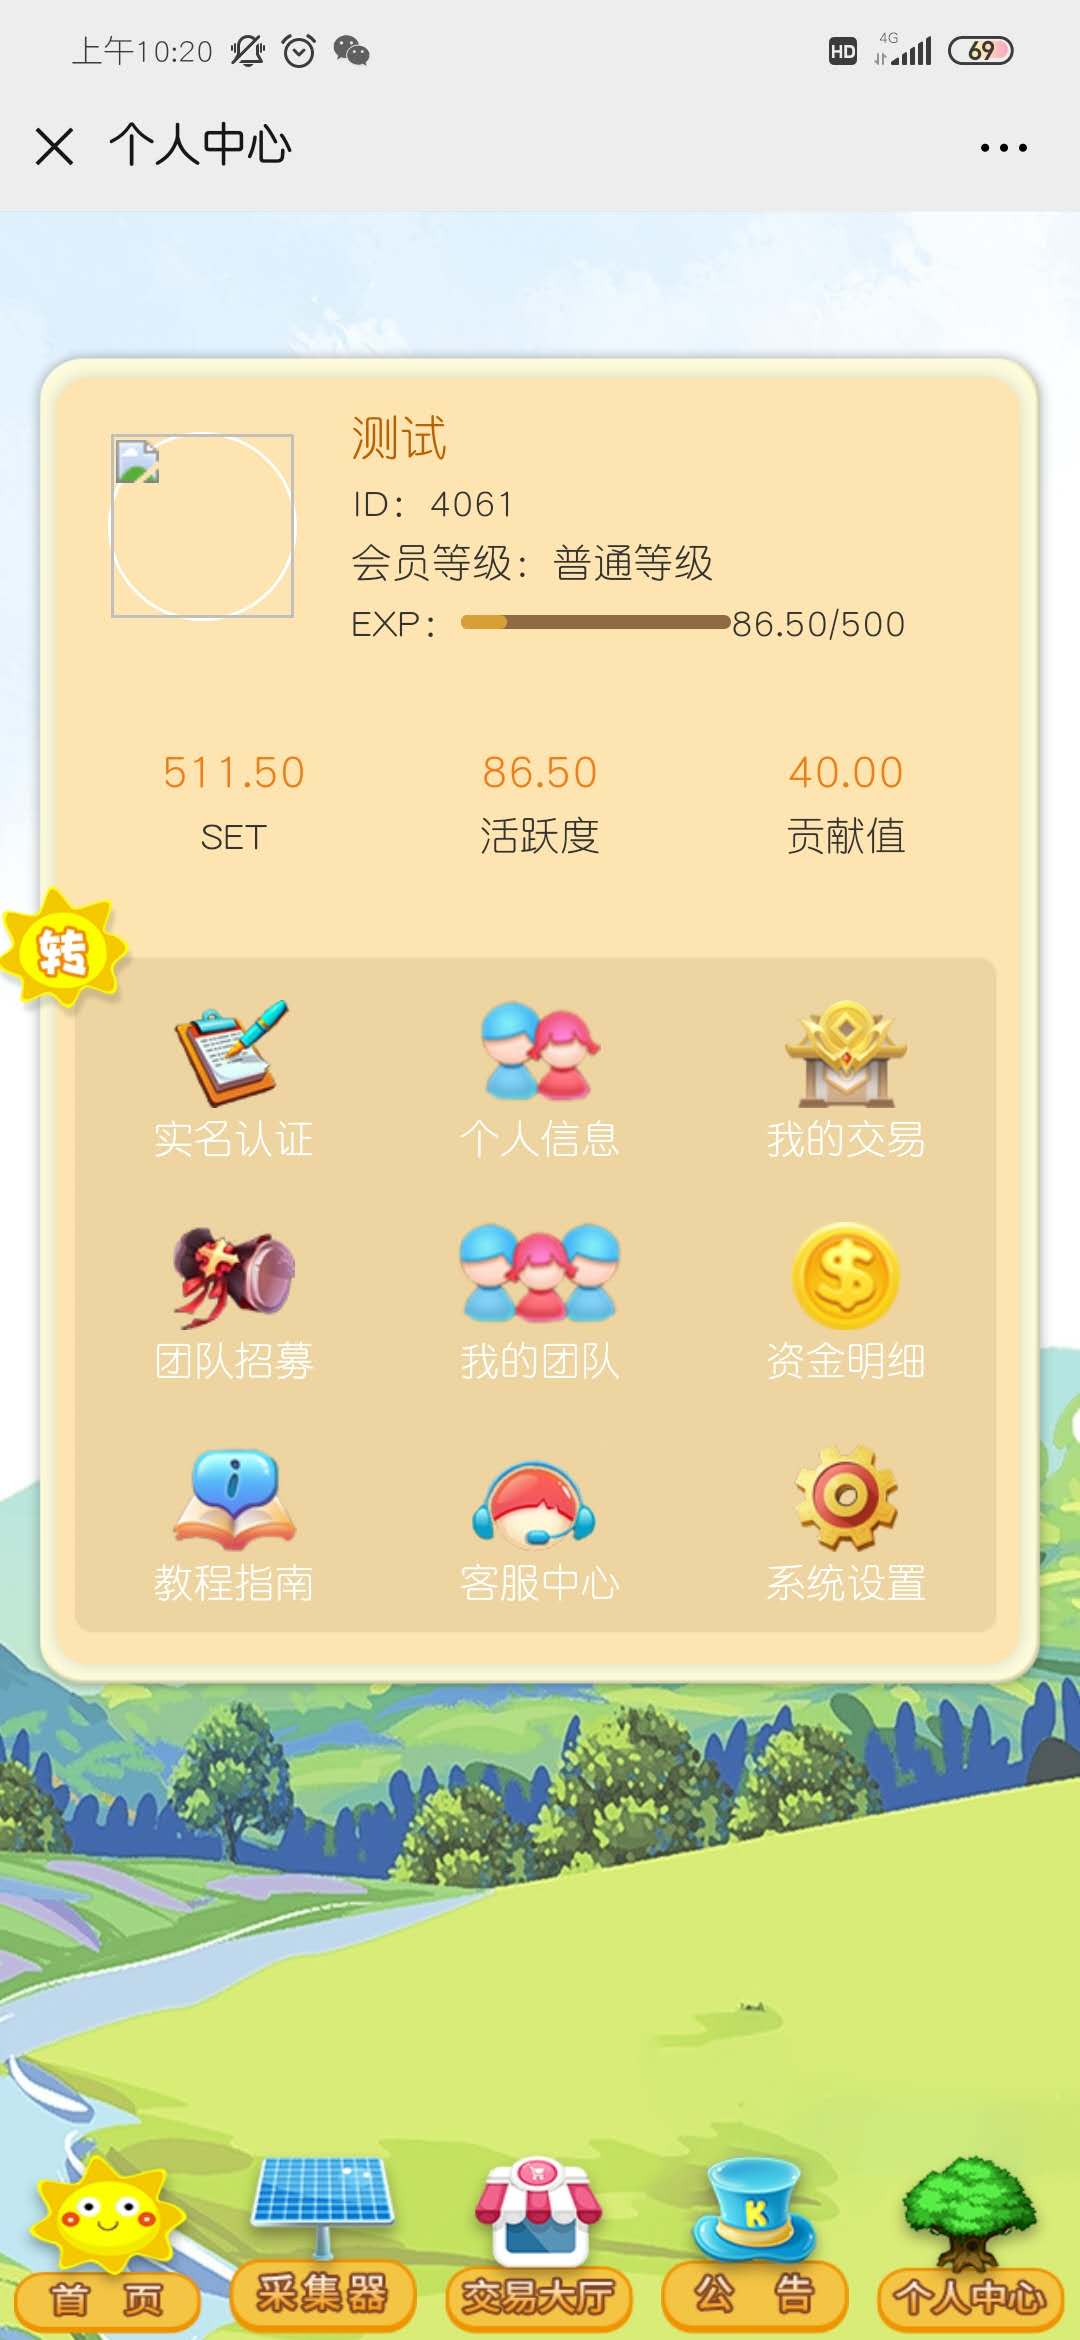 上午10:20 HD 4G 69
个人中心
测试
ID：4061
会员等级：普通等级
EXP：86.50/500
511.50 86.50 40.00
SET 活跃度 贡献值
转
实名认证 个人信息 我的交易
团队招募 我的团队 资金明细
教程指南 客服中心 系统设置
K
首页 采集器 交易大厅 公告 个人中心